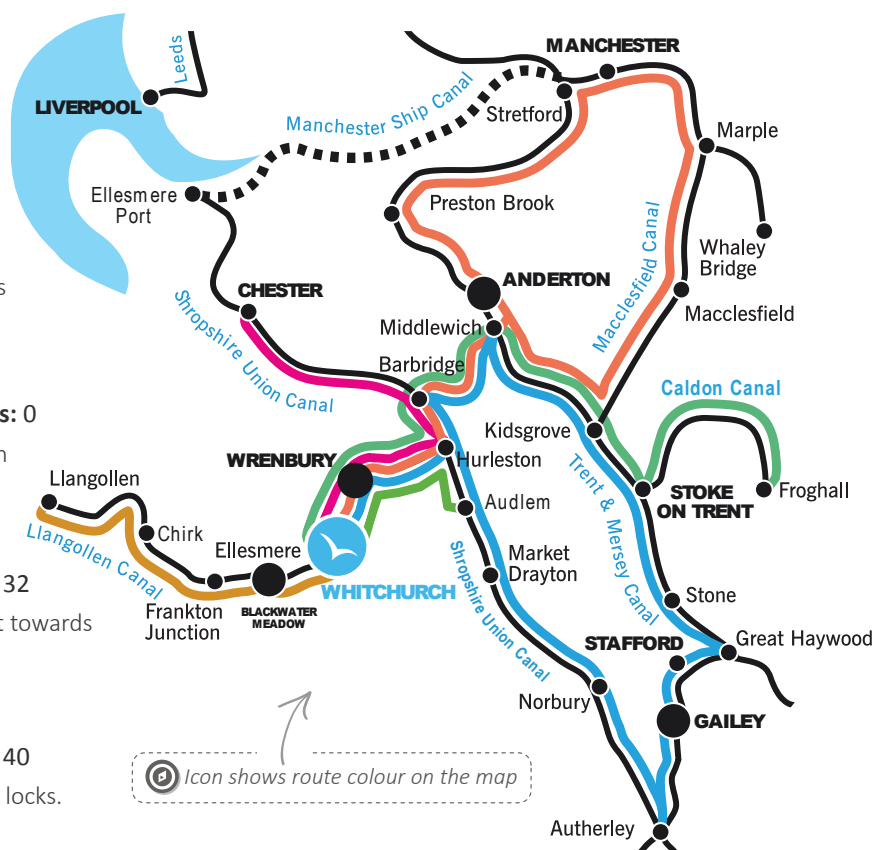 MANCHESTER
Leeds
LIVERPOOL
Manchester Ship Canal
Stretford
Marple
Ellesmere
Port
Preston Brook
Macclesfield Canal
Whaley
Bridge
s
CHESTER
ANDERTON
Macclesfield
Shropshire Union Canal
Middlewich
Barbridge
Caldon Canal
s: 0
n
Kidsgrove
WRENBURY
Hurleston
Llangollen
STOKE
ON TRENT
Froghall
Audlem
Trent & Mersey Canal
Chirk
Llangollen Canal
Ellesmere
Market
Drayton
32
WHITCHURCH
Shropshire Union Canal
Stone
Frankton
Junction
BLACKWATER
MEADOW
t towards
STAFFORD
Great Haywood
Norbury
GAILEY
40
Icon shows route colour on the map
locks.
Autherley